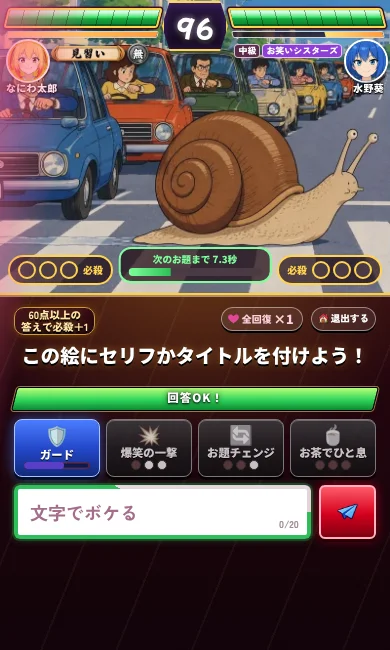 96
見習い
無
中級
お笑いシスターズ
なにわ太郎
水野葵
必殺
次のお題まで 7.3秒
必殺
60点以上の
答えで必殺+1
全回復 ×1
退出する
この絵にセリフかタイトルを付けよう！
回答OK！
ガード
爆笑の一撃
お題チェンジ
お茶でひと息
文字でボケる
0/20